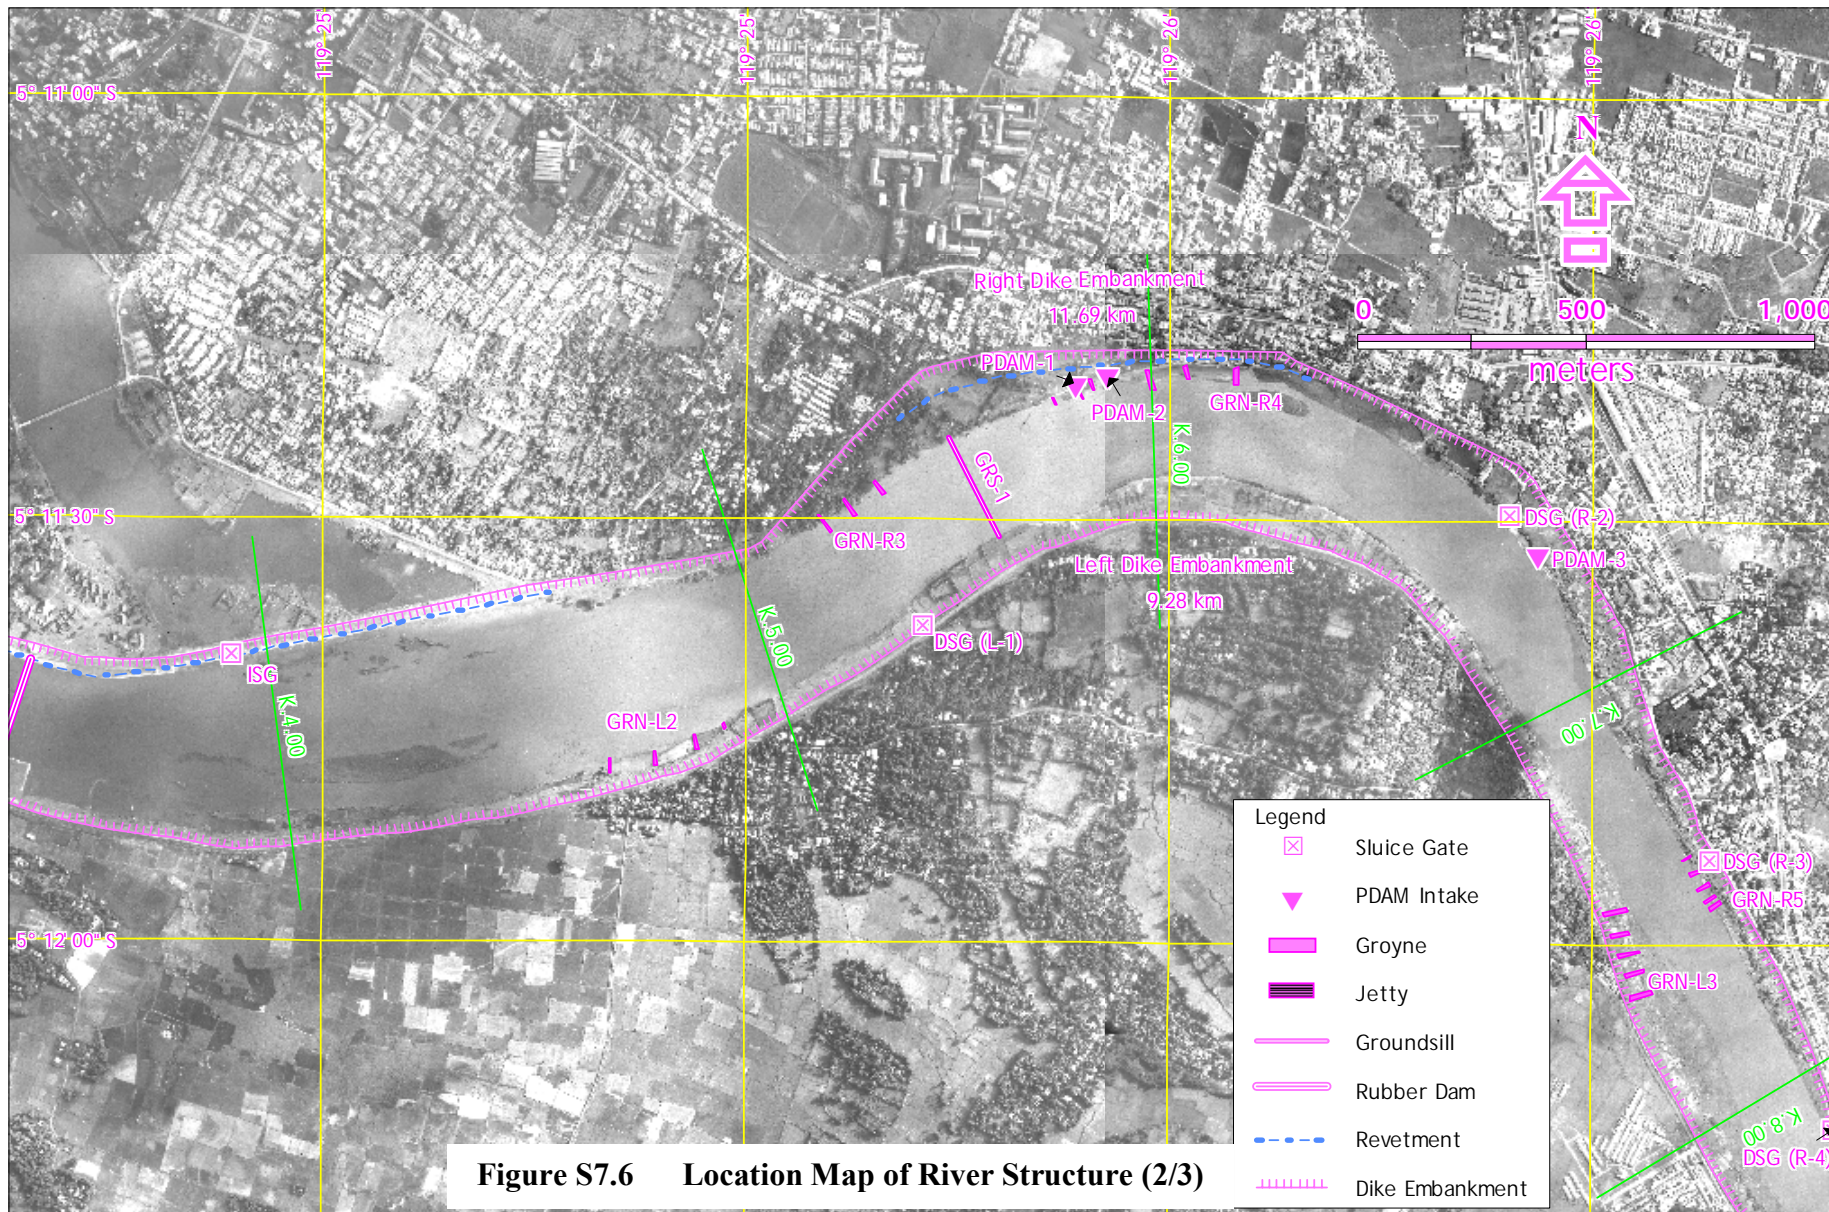 119° 25'
119° 25'
119° 26'
119° 26'
5° 11' 00" S
N
Right Dike Embankment
11.69 km
0 500 1,000
meters
PDAM-1
PDAM-2
GRN-R4
K.6.00
GRS-1
5° 11' 30" S
GRN-R3
DSG (R-2)
PDAM-3
Left Dike Embankment
9.28 km
K.5.00
DSG (L-1)
ISG
K.4.00
GRN-L2
K.7.00
DSG (R-3)
GRN-R5
5° 12' 00" S
GRN-L3
K.8.00
DSG (R-4)
Legend
Sluice Gate
PDAM Intake
Groyne
Jetty
Groundsill
Rubber Dam
Revetment
Dike Embankment
Figure S7.6 Location Map of River Structure (2/3)